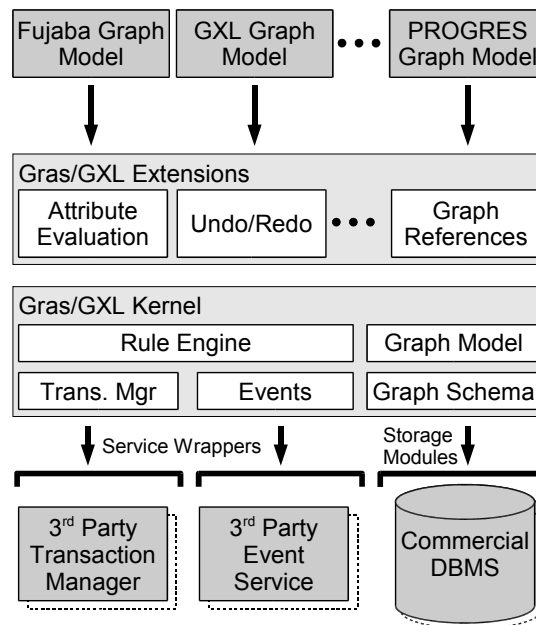 Fujaba Graph
Model
GXL Graph
Model
PROGRES
Graph Model
Gras/GXL Extensions
Attribute
Evaluation
Undo/Redo
Graph
References
Gras/GXL Kernel
Rule Engine
Graph Model
Trans. Mgr
Events
Graph Schema
Service Wrappers
Storage
Modules
3rd Party
Transaction
Manager
3rd Party
Event
Service
Commercial
DBMS